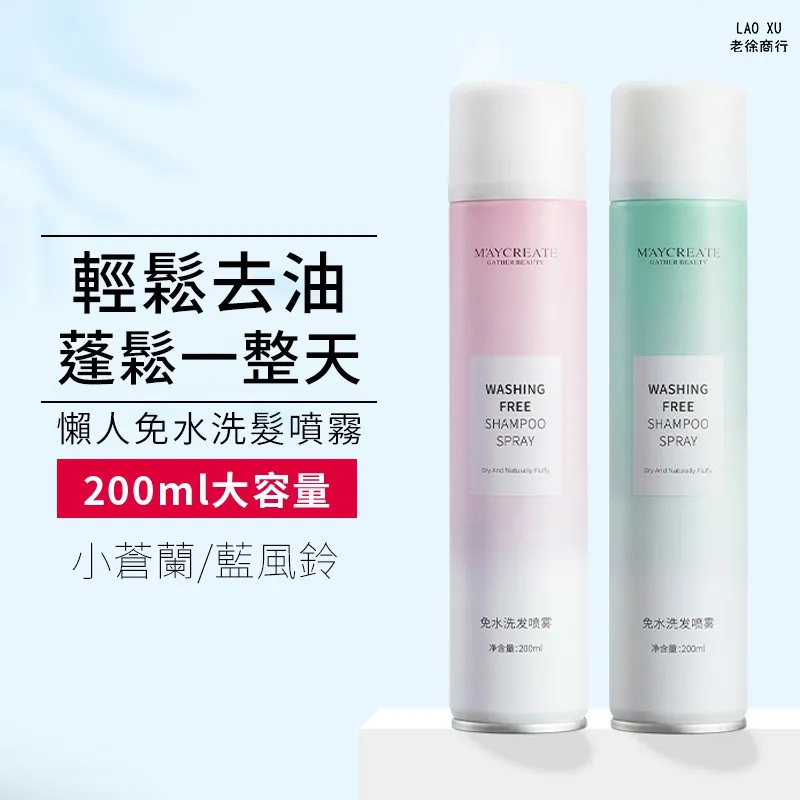 LAO XU
老徐商行
輕鬆去油
蓬鬆一整天
懶人免水洗髮噴霧
200ml大容量
小蒼蘭/藍風鈴
MAYCREATE
GATHER BEAUTY
WASHING
FREE
SHAMPOO
SPRAY
Dry And Naturally Fluffy
免水洗发喷雾
净含量:200ml
MAYCREATE
GATHER BEAUTY
WASHING
FREE
SHAMPOO
SPRAY
Dry And Naturally Fluffy
免水洗发喷雾
净含量:200ml